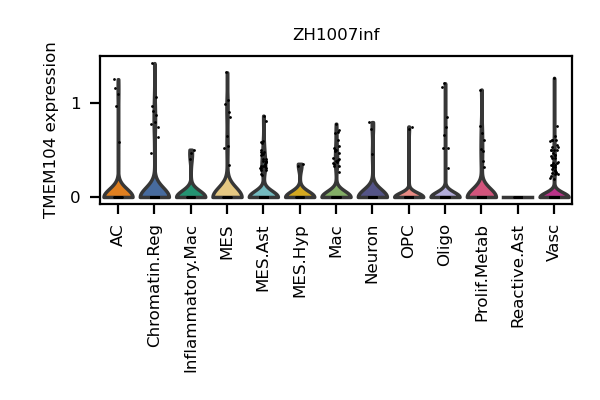 ZH1007inf
TMEM104 expression
1
0
AC
Chromatin.Reg
Inflammatory.Mac
MES
MES.Ast
MES.Hyp
Mac
Neuron
OPC
Oligo
Prolif.Metab
Reactive.Ast
Vasc